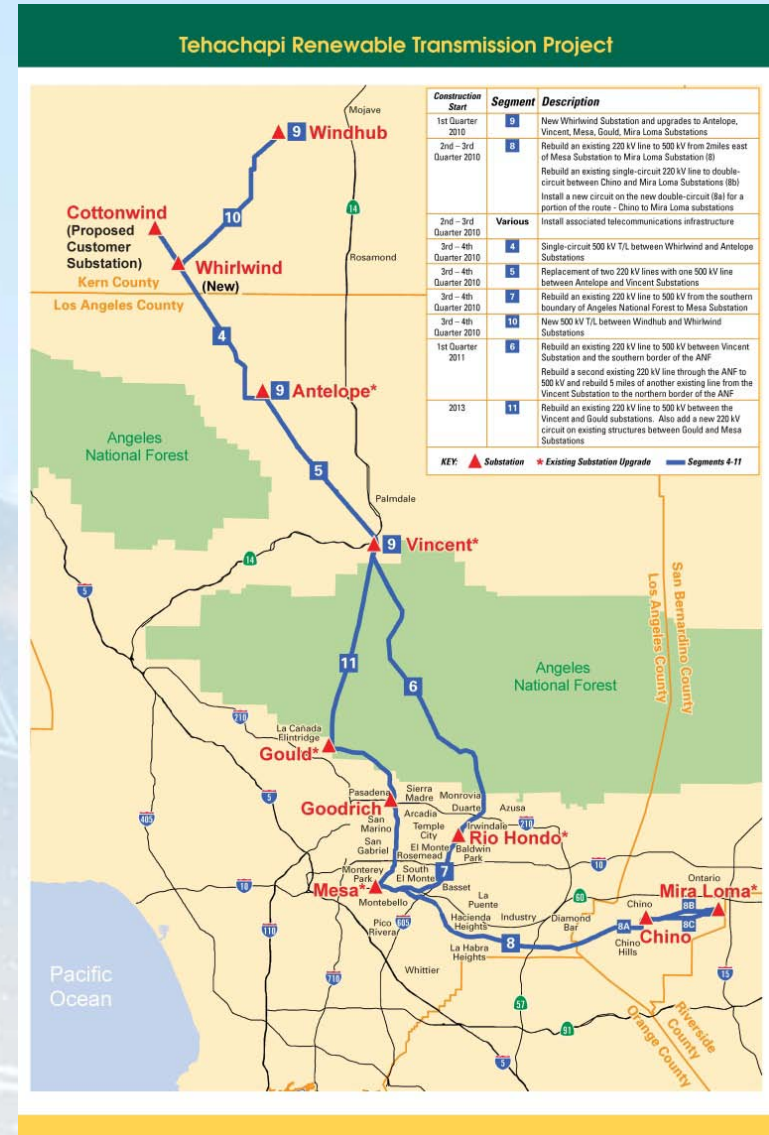 Tehachapi Renewable Transmission Project
Construction Start Segment Description
1st Quarter 2010 9 New Whirlwind Substation and upgrades to Antelope,
Vincent, Mesa, Gould, Mira Loma Substations
2nd – 3rd Quarter 2010 8 Rebuild an existing 220 kV line to 500 kV from 2miles east
of Mesa Station to Mira Loma Substation (8)
Rebuild an existing single-circuit 220 kV line to double-
circuit between Chino and Mira Loma Substations (8b)
Install a new circuit on the new double-circuit (8a) for a
portion of the route - Chino to Mira Loma substations
2nd – 3rd Quarter 2010 Various Install associated telecommunications infrastructure
3rd – 4th Quarter 2010 4 Single-circuit 500 kV T/L between Whirlwind and Antelope
Substations
3rd – 4th Quarter 2010 5 Replacement of two 220 kV lines with one 500 kV line
between Antelope and Vincent Substations
3rd – 4th Quarter 2010 7 Rebuild an existing 220 kV line to 500 kV from the southern
boundary of Angeles National Forest to Mesa Substation
3rd – 4th Quarter 2010 10 New 500 kV T/L between Windhub and Whirlwind
Substations
1st Quarter 2011 6 Rebuild an existing 220 kV line to 500 kV between Vincent
Substation and the southern border of the ANF
Rebuild a second existing 220 kV line through the ANF to
500 kV and rebuild 5 miles of another existing line from the
Vincent Substation to the northern border of the ANF
2013 11 Rebuild an existing 220 kV line to 500 kV between the
Vincent and Gould substations. Also add a new 220 kV
circuit on existing structures between Gould and Mesa
Substations
KEY: Substation * Existing Substation Upgrade Segments 4-11
Mojave
9 Windhub
14
10
Cottonwind
(Proposed
Customer
Substation)
Rosamond
Whirlwind
(New)
Kern County
Los Angeles County
4
9 Antelope*
Angeles
National Forest
5
Palmdale
9 Vincent*
14
5
San Bernardino County
Los Angeles County
11
6
Angeles
National Forest
210
La Cañada
Flintridge
Gould*
5
405
Pasadena
Sierra
Madre
Monrovia
Duarte
Azusa
Goodrich
Arcadia
San
Marino
Temple
City
Irwindale
210
Rio Hondo*
San
Gabriel
El Monte
Rosemead
Baldwin
Park
10
Monterey
Park
South
El Monte
7
Basset
Mesa*
10
Montebello
La
Puente
60
Ontario
Mira Loma*
Chino
8B
8A
8C
Chino
Pico
Rivera
605
Hacienda
Heights
Industry
Diamond
Bar
8
La Habra
Heights
Chino
Hills
110
710
Whittier
15
57
91
5
Pacific
Ocean
Riverside
County
Orange County